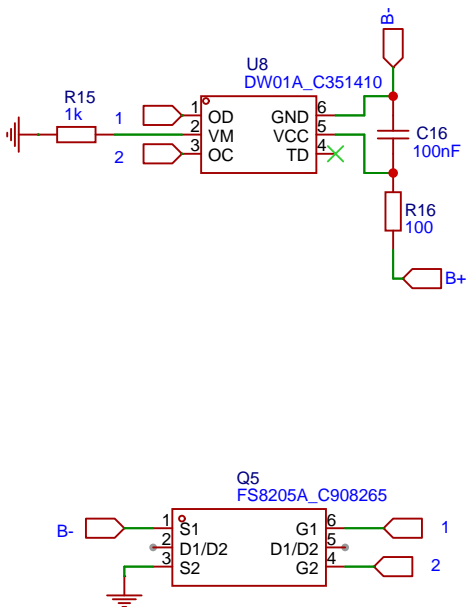 B-
U8
DW01A_C351410
R15
1k
1
2
1
2
3
OD
VM
OC
GND
VCC
TD
6
5
4
C16
100nF
R16
100
B+
Q5
FS8205A_C908265
B-
1
2
3
S1
D1/D2
S2
G1
D1/D2
G2
6
5
4
1
2